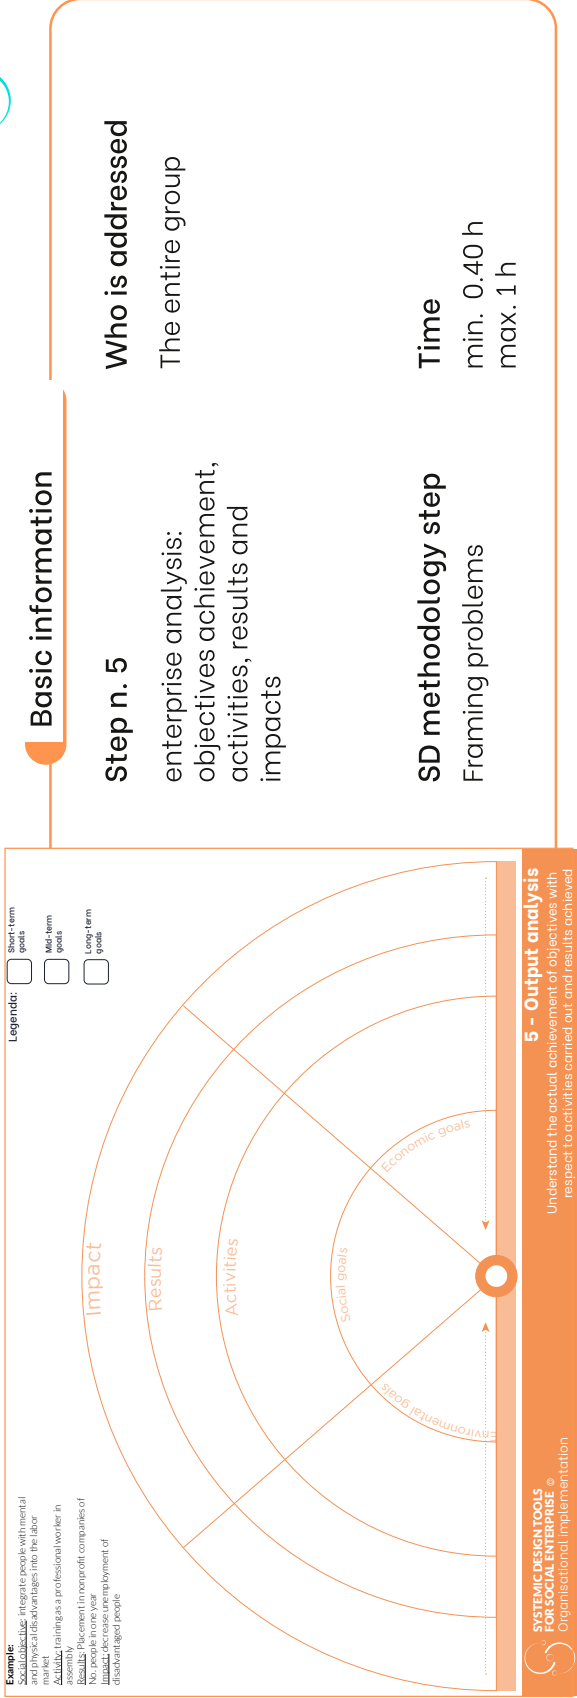 Example:
Social objective: integrate people with mental
and physical disadvantages into the labor
market
Activity: training as a professional worker in
assembly
Results: Placement in nonprofit companies of
No. people in one year
Impact: decrease unemployment of
disadvantaged people
Legenda:
Short-term
goals
Mid-term
goals
Long-term
goals
Impact
Results
Activities
Social goals
Environmental goals
Economic goals
SYSTEMIC DESIGN TOOLS
FOR SOCIAL ENTERPRISE ©
Organisational implementation
5 - Output analysis
Understand the actual achievement of objectives with
respect to activities carried out and results achieved
Basic information
Step n. 5
enterprise analysis:
objectives achievement,
activities, results and
impacts
Who is addressed
The entire group
SD methodology step
Framing problems
Time
min. 0.40 h
max. 1 h